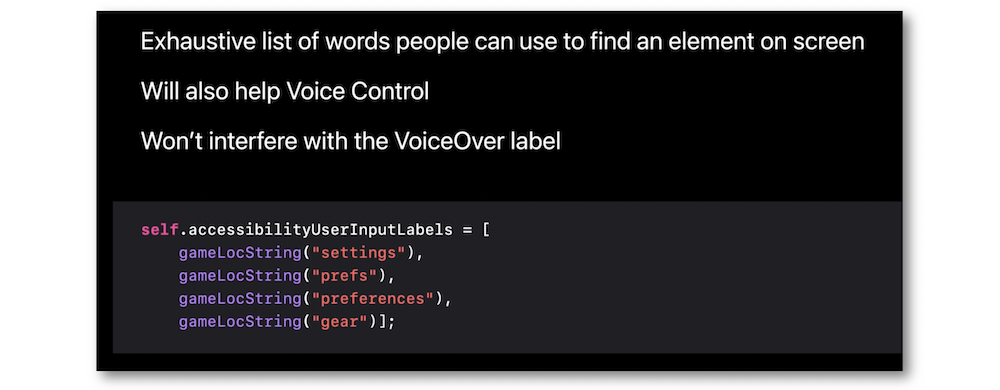 Exhaustive list of words people can use to find an element on screen
Will also help Voice Control
Won’t interfere with the VoiceOver label
self.accessibilityUserInputLabels = [
gameLocString("settings"),
gameLocString("prefs"),
gameLocString("preferences"),
gameLocString("gear")];